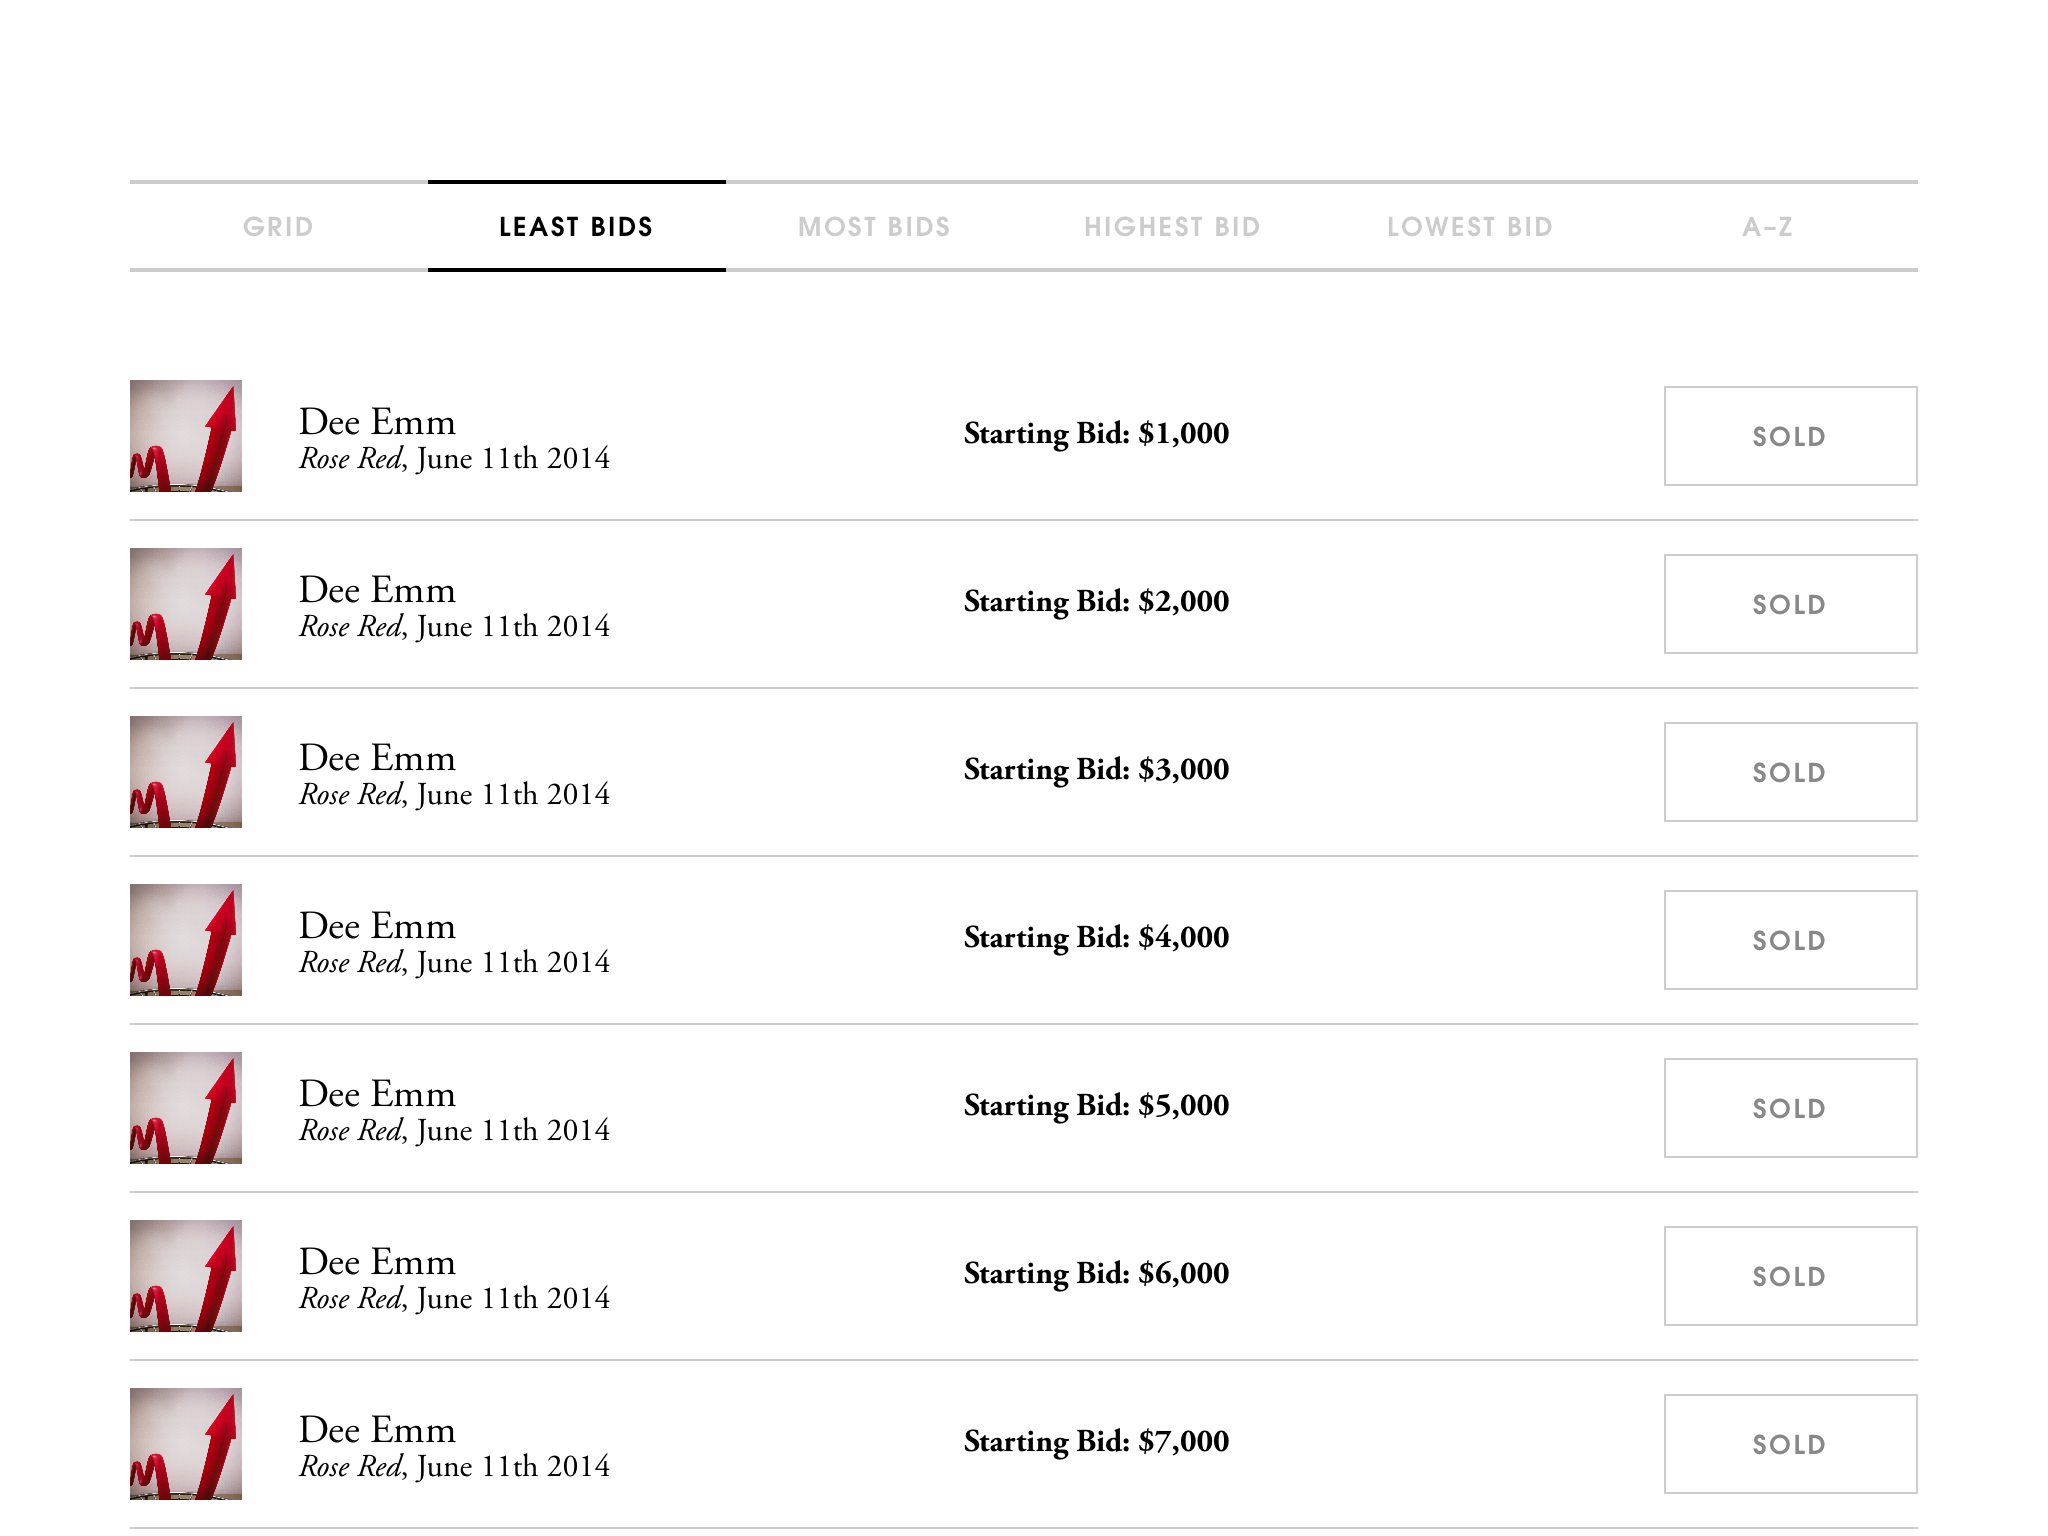 GRID LEAST BIDS MOST BIDS HIGHEST BID LOWEST BID A–Z
Dee Emm
Rose Red, June 11th 2014
Starting Bid: $1,000
SOLD
Dee Emm
Rose Red, June 11th 2014
Starting Bid: $2,000
SOLD
Dee Emm
Rose Red, June 11th 2014
Starting Bid: $3,000
SOLD
Dee Emm
Rose Red, June 11th 2014
Starting Bid: $4,000
SOLD
Dee Emm
Rose Red, June 11th 2014
Starting Bid: $5,000
SOLD
Dee Emm
Rose Red, June 11th 2014
Starting Bid: $6,000
SOLD
Dee Emm
Rose Red, June 11th 2014
Starting Bid: $7,000
SOLD